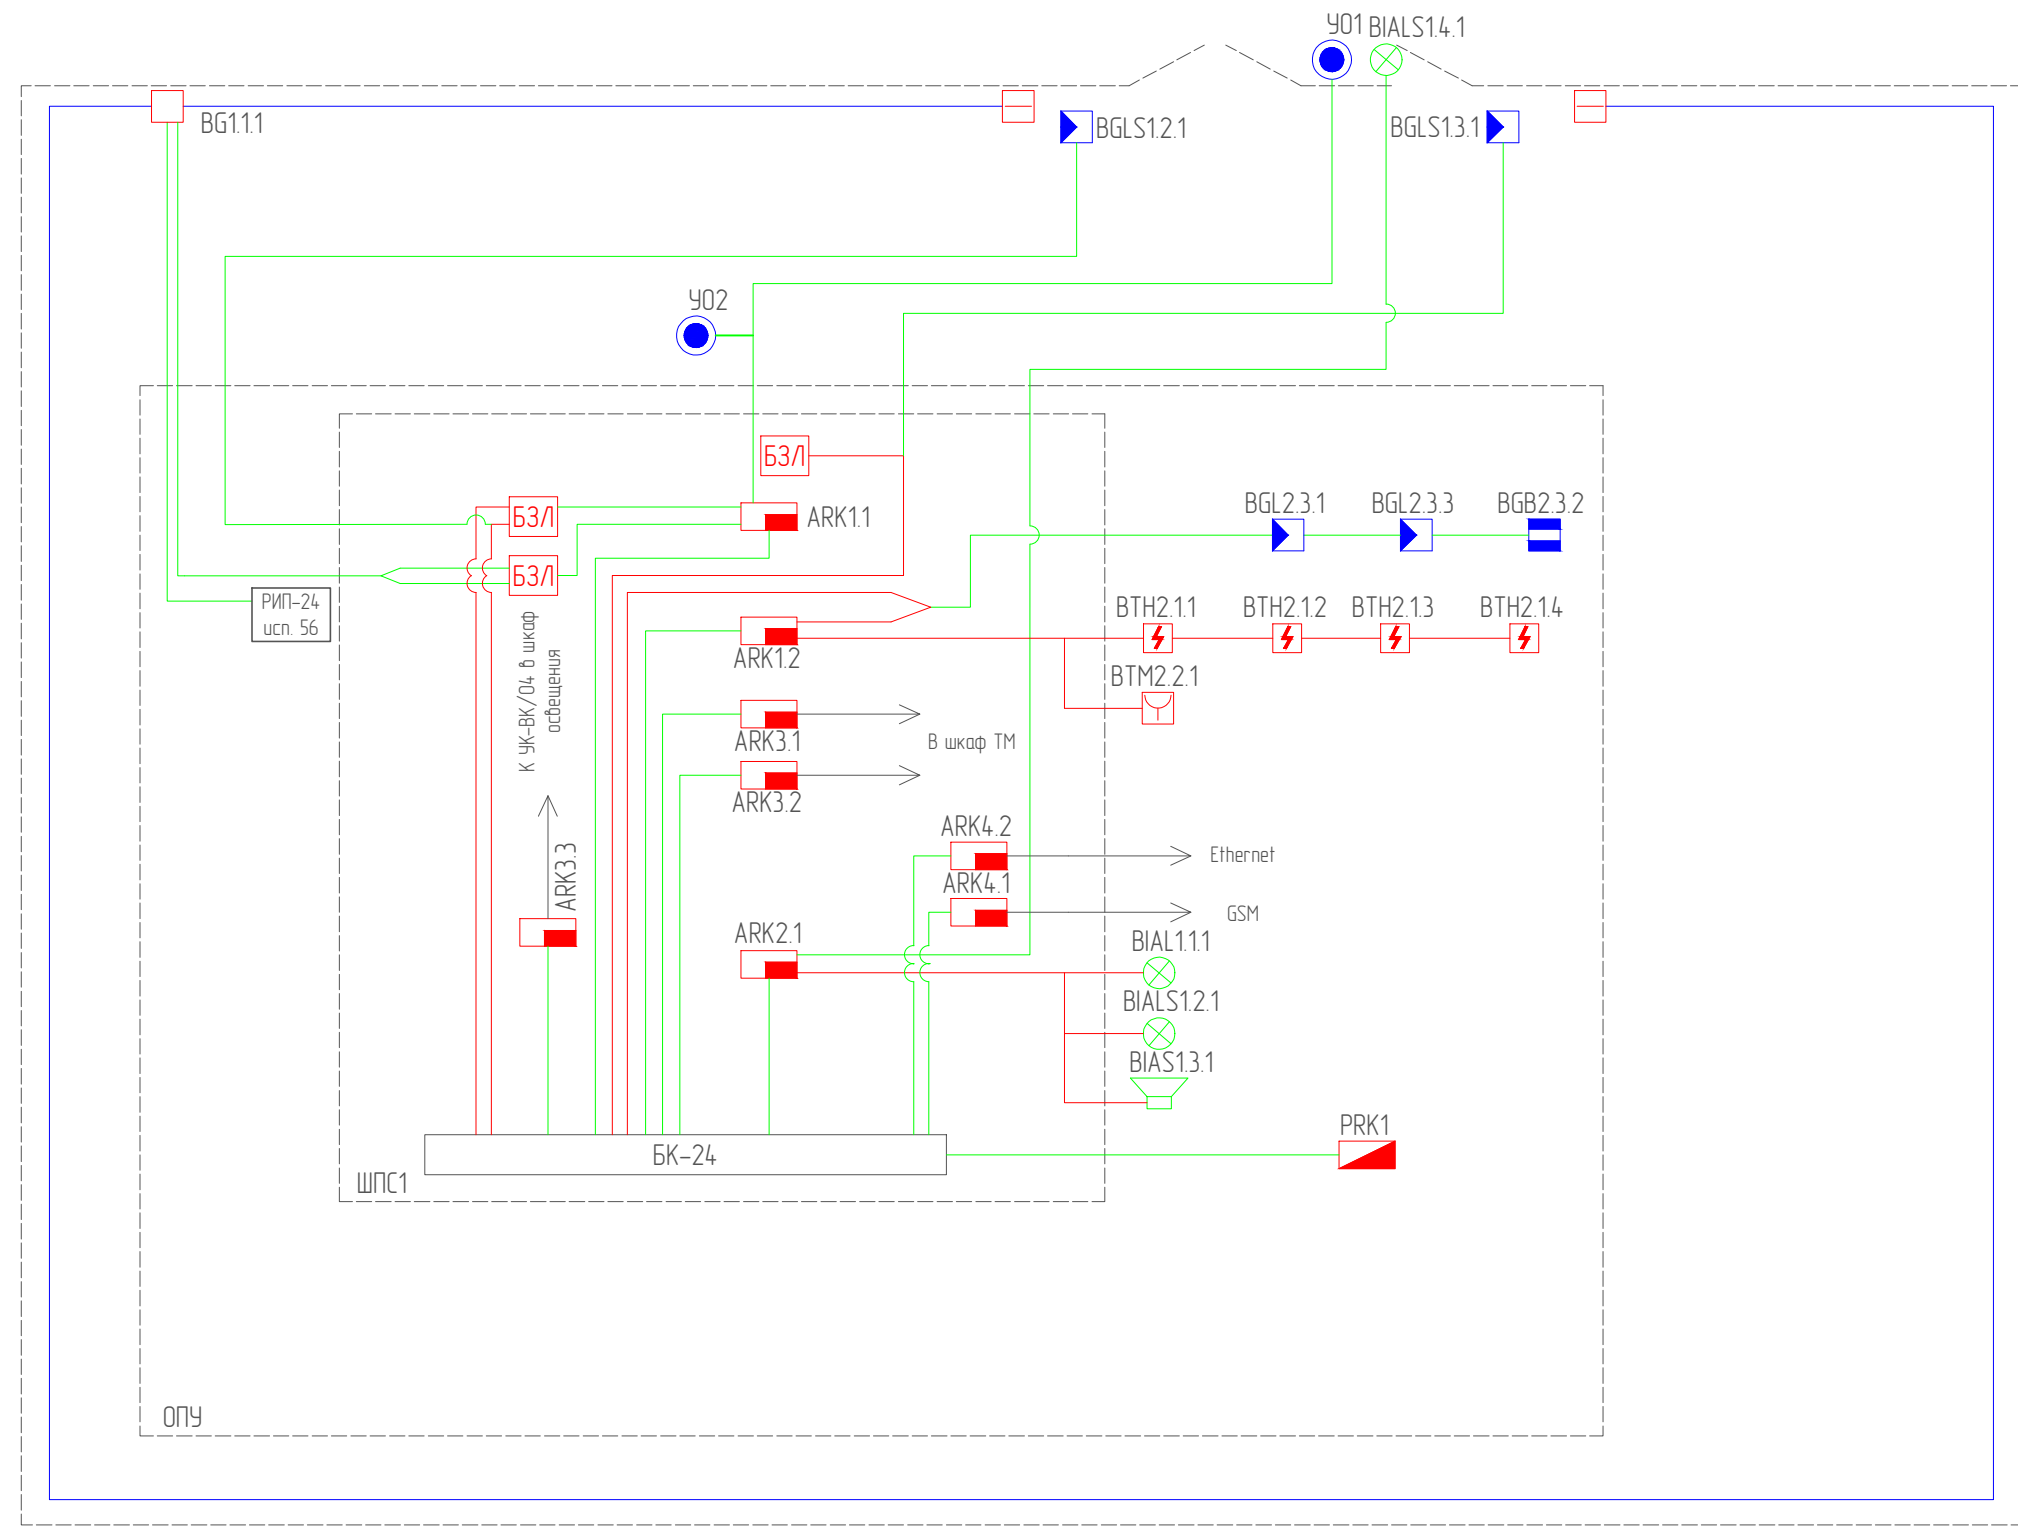 УО1 BIALS1.4.1
BG1.1.1
BGLS1.2.1
BGLS1.3.1
УО2
БЗЛ
БЗЛ
ARK1.1
BGL2.3.1
BGL2.3.3
BGB2.3.2
БЗЛ
РИП-24
исп. 56
К УК-ВК/04 в шкаф
освещения
ARK1.2
BTH2.1.1
BTH2.1.2
BTH2.1.3
BTH2.1.4
BTM2.2.1
ARK3.1
В шкаф ТМ
ARK3.2
ARK3.3
ARK4.2
Ethernet
ARK4.1
GSM
ARK2.1
BIAL1.1.1
BIALS1.2.1
BIAS1.3.1
PRK1
БК-24
ШПС1
ОПУ